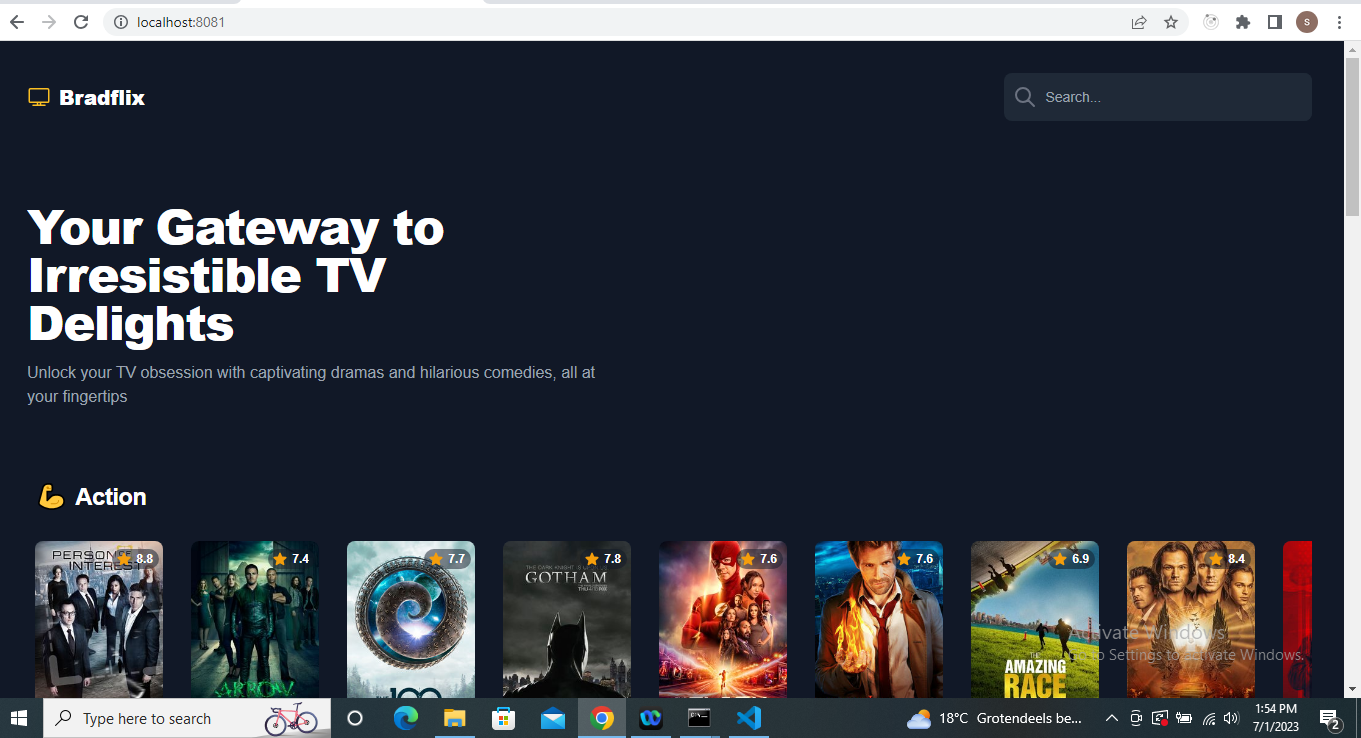 localhost:8081
S
Bradflix
Search...
Your Gateway to
Irresistible TV
Delights
Unlock your TV obsession with captivating dramas and hilarious comedies, all at
your fingertips
Action
8.8
7.4
7.7
7.8
7.6
7.6
6.9
8.4
PERSON OF
INTEREST
ARROW
100
GOTHAM
THE
AMAZING
RACE
Activate Windows
Go to Settings to activate Windows.
Type here to search
18°C Grotendeels be...
1:54 PM
7/1/2023
2